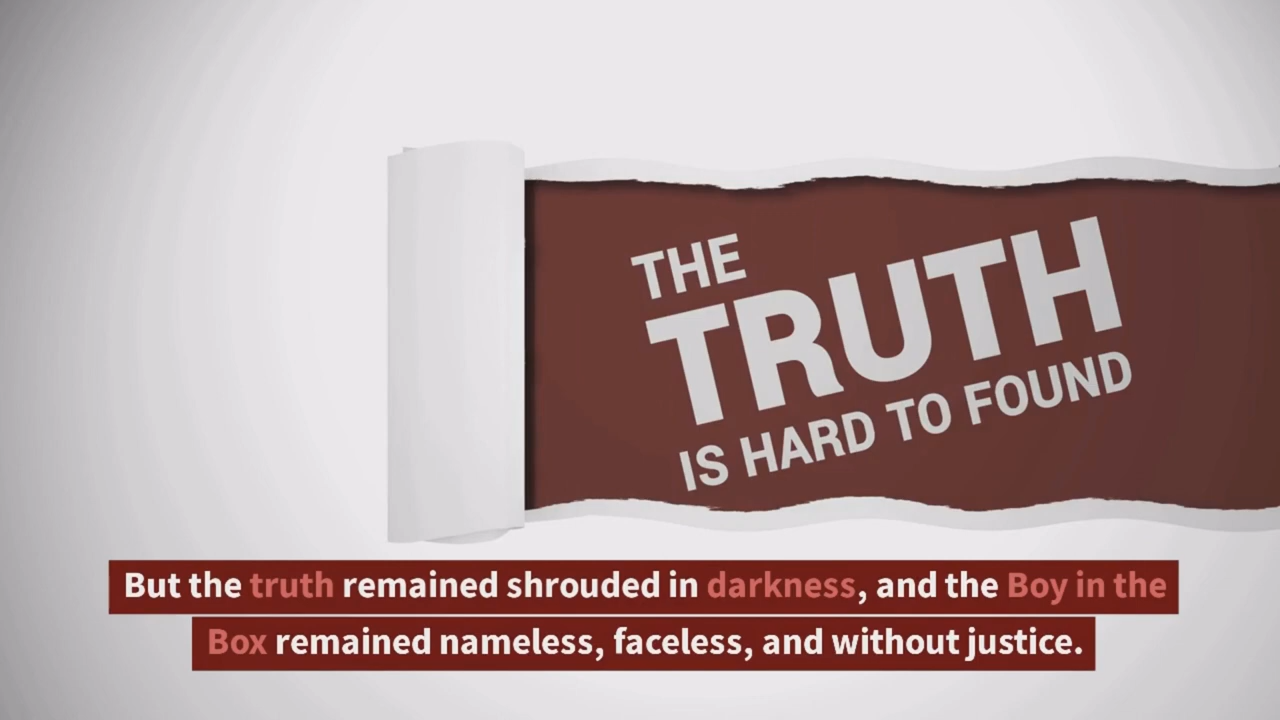 THE
TRUTH
IS HARD TO FOUND
But the truth remained shrouded in darkness, and the Boy in the
Box remained nameless, faceless, and without justice.